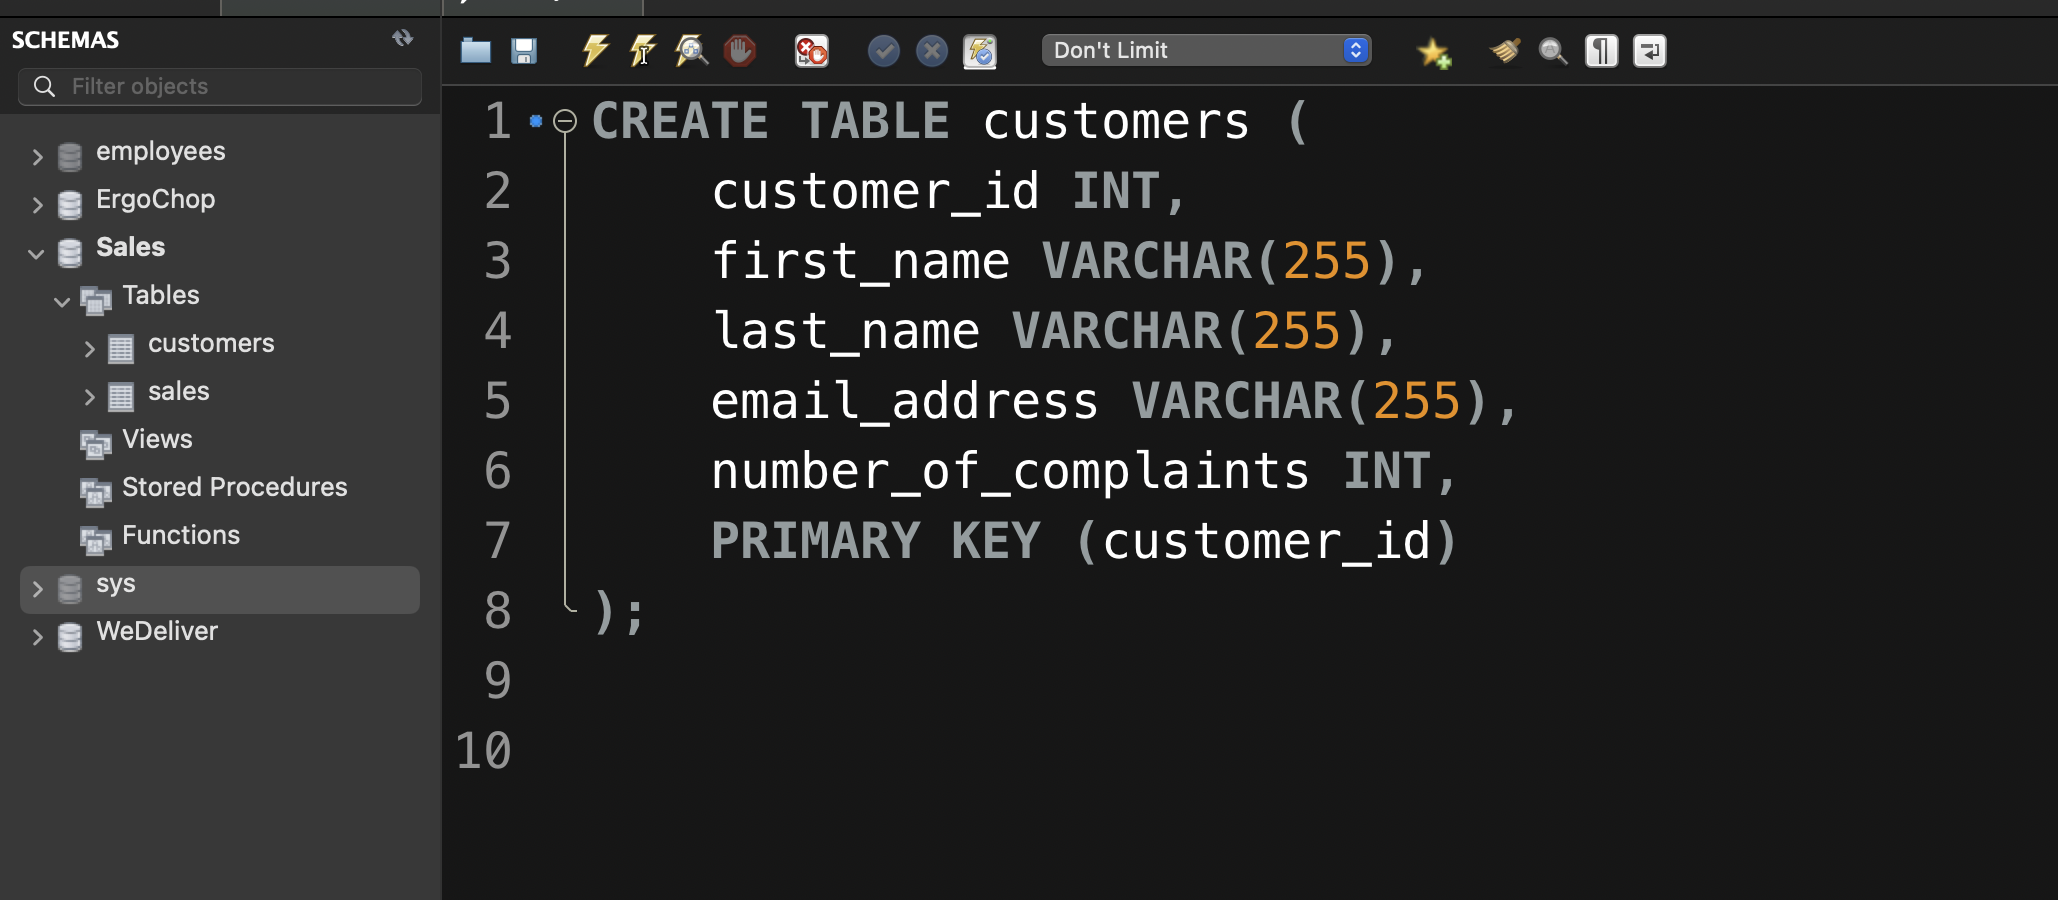 SCHEMAS
Filter objects
employees
ErgoChop
Sales
Tables
customers
sales
Views
Stored Procedures
Functions
sys
WeDeliver
Don't Limit
1 CREATE TABLE customers (
2 customer_id INT,
3 first_name VARCHAR(255),
4 last_name VARCHAR(255),
5 email_address VARCHAR(255),
6 number_of_complaints INT,
7 PRIMARY KEY (customer_id)
8 );
9
10